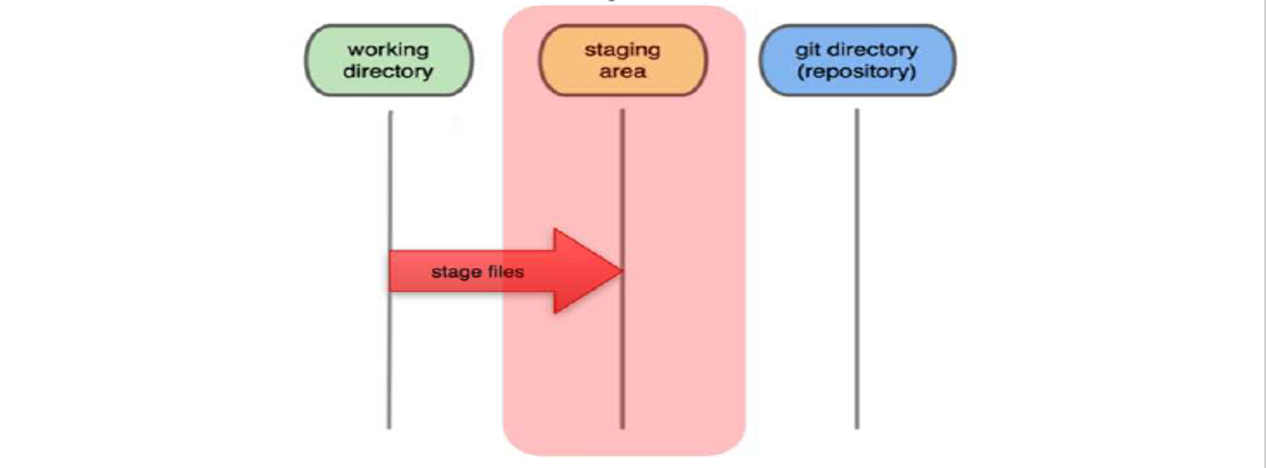 working
directory
staging
area
git directory
(repository)
stage files